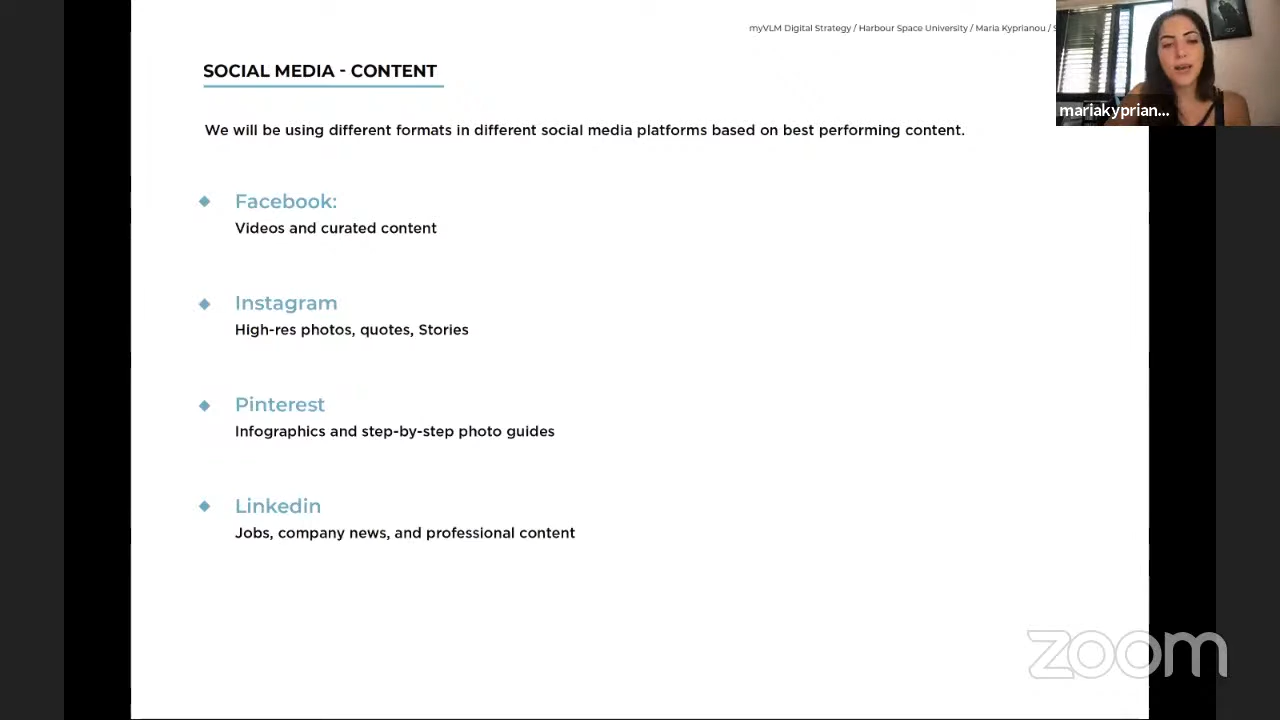 myVLM Digital Strategy / Harbour Space University / Maria Kyprianou /
SOCIAL MEDIA - CONTENT
mariakyprian...
We will be using different formats in different social media platforms based on best performing content.
Facebook:
Videos and curated content
Instagram
High-res photos, quotes, Stories
Pinterest
Infographics and step-by-step photo guides
Linkedin
Jobs, company news, and professional content
zoom